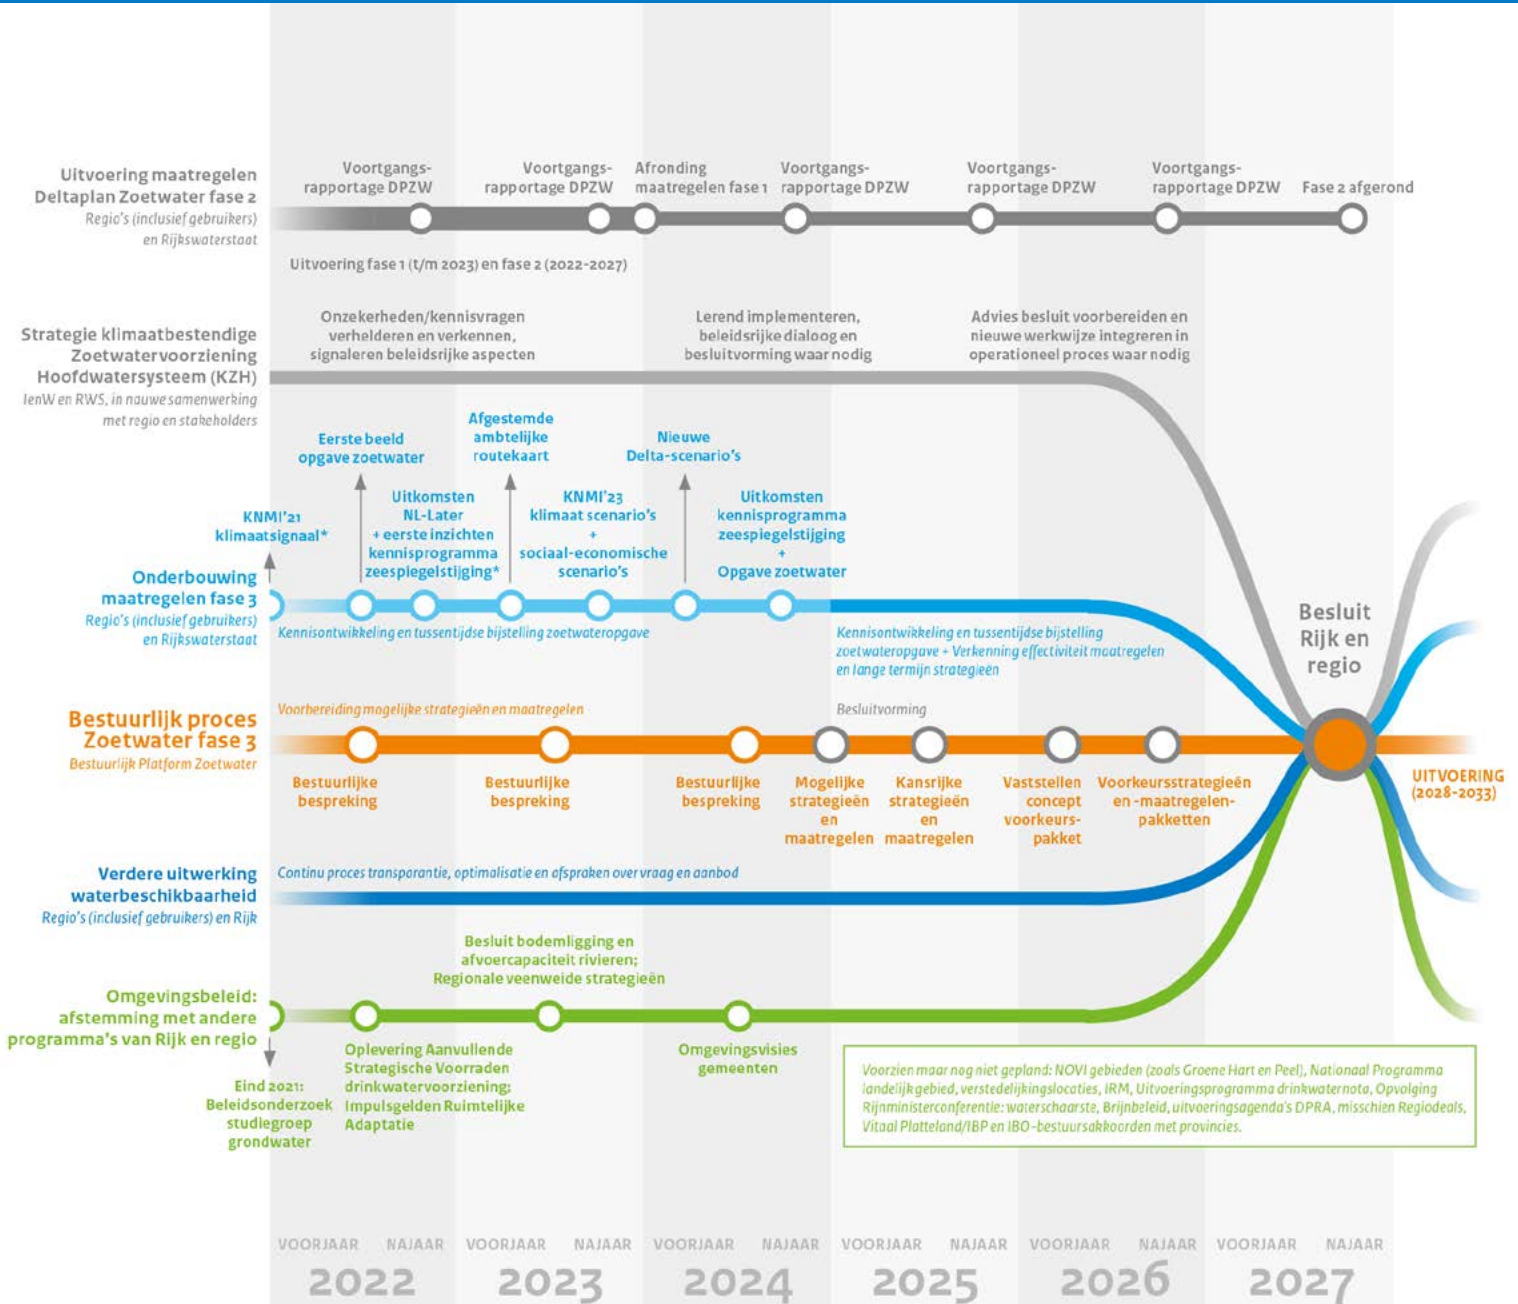 Uitvoering maatregelen
Deltaplan Zoetwater fase 2
Regio's (inclusief gebruikers)
en Rijkswaterstaat
Voortgangs-
rapportage DPZW
Voortgangs-
rapportage DPZW
Afronding
maatregelen fase 1
Voortgangs-
rapportage DPZW
Voortgangs-
rapportage DPZW
Voortgangs-
rapportage DPZW
Fase 2 afgerond
Uitvoering fase 1 (t/m 2023) en fase 2 (2022-2027)
Strategie klimaatbestendige
Zoetwatervoorziening
Hoofdwatersysteem (KZH)
IenW en RWS, in nauwe samenwerking
met regio en stakeholders
Onzekerheden/kennisvragen
verhelderen en verkennen,
signaleren beleidsrijke aspecten
Lerend implementeren,
beleidsrijke dialoog en
besluitvorming waar nodig
Advies besluit voorbereiden en
nieuwe werkwijze integreren in
operationeel proces waar nodig
KNMI'21
klimaatsignaal*
Eerste beeld
opgave zoetwater
Uitkomsten
NL-Later
+ eerste inzichten
kennisprogramma
zeespiegelstijging*
Afgestemde
ambtelijke
routekaart
KNMI'23
klimaat scenario's
+
sociaal-economische
scenario's
Nieuwe
Delta-scenario's
Uitkomsten
kennisprogramma
zeespiegelstijging
+
Opgave zoetwater
Onderbouwing
maatregelen fase 3
Regio's (inclusief gebruikers)
en Rijkswaterstaat
Kennisontwikkeling en tussentijdse bijstelling zoetwateropgave
Kennisontwikkeling en tussentijdse bijstelling
zoetwateropgave + Verkenning effectiviteit maatregelen
en lange termijn strategieën
Besluit
Rijk en
regio
Bestuurlijk proces
Zoetwater fase 3
Bestuurlijk Platform Zoetwater
Voorbereiding mogelijke strategieën en maatregelen
Besluitvorming
Bestuurlijke
bespreking
Bestuurlijke
bespreking
Bestuurlijke
bespreking
Mogelijke
strategieën
en
maatregelen
Kansrijke
strategieën
en
maatregelen
Vaststellen
concept
voorkeurs-
pakket
Voorkeursstrategieën
en -maatregelen-
pakketten
UITVOERING
(2028-2033)
Verdere uitwerking
waterbeschikbaarheid
Regio's (inclusief gebruikers) en Rijk
Continu proces transparantie, optimalisatie en afspraken over vraag en aanbod
Omgevingsbeleid:
afstemming met andere
programma's van Rijk en regio
Eind 2021:
Beleidsonderzoek
studiegroep
grondwater
Oplevering Aanvullende
Strategische Voorraden
drinkwatervoorziening;
Impulsgelden Ruimtelijke
Adaptatie
Besluit bodemligging en
afvoercapaciteit rivieren;
Regionale veenweide strategieën
Omgevingsvisies
gemeenten
Voorzien maar nog niet gepland: NOVI gebieden (zoals Groene Hart en Peel), Nationaal Programma
landelijk gebied, verstedelijkingslocaties, IRM, Uitvoeringsprogramma drinkwaternota, Opvolging
Rijnministerconferentie: waterschaarste, Brijnbeleid, uitvoeringsagenda's DPRA, misschien Regiodeals,
Vitaal Platteland/IBP en IBO-bestuursakkoorden met provincies.
VOORJAAR NAJAAR VOORJAAR NAJAAR VOORJAAR NAJAAR VOORJAAR NAJAAR VOORJAAR NAJAAR VOORJAAR NAJAAR
2022 2023 2024 2025 2026 2027